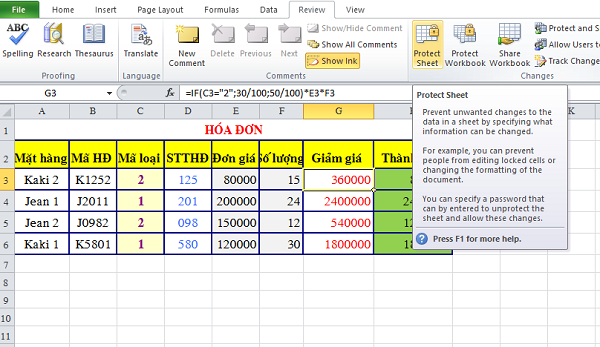 File Home Insert Page Layout Formulas Data Review View
ABC
Spelling Research Thesaurus
Proofing
Translate
Language
New Comment
Delete Previous Next
Show/Hide Comment
Show All Comments
Show Ink
Comments
Protect Sheet
Protect Workbook
Share Workbook
Protect and S
Allow Users to
Track Change
Changes
G3 fx =IF(C3="2";30/100;50/100)*E3*F3
A B C D E F G K
1 HÓA ĐƠN
2 Mặt hàng Mã HĐ Mã loại STTHĐ Đơn giá Số lượng Giảm giá Thành
3 Kaki 2 K1252 2 125 80000 15 360000
4 Jean 1 J2011 1 201 200000 24 2400000 24
5 Jean 2 J0982 2 098 150000 12 540000 12
6 Kaki 1 K5801 1 580 120000 30 1800000 18
7
8
9
10
11
Protect Sheet
Prevent unwanted changes to the
data in a sheet by specifying what
information can be changed.
For example, you can prevent
people from editing locked cells or
changing the formatting of the
document.
You can specify a password that
can be entered to unprotect the
sheet and allow these changes.
Press F1 for more help.